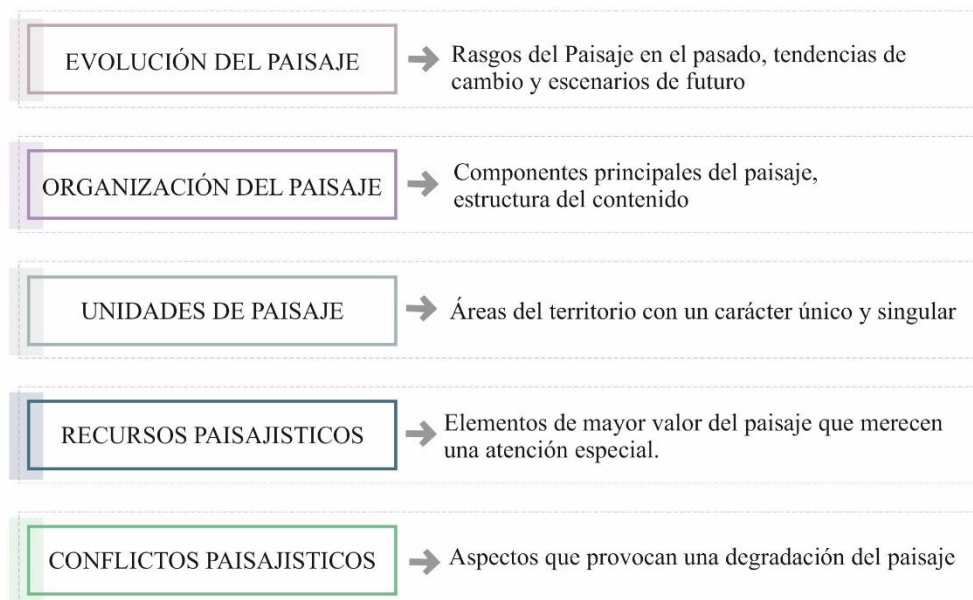 EVOLUCIÓN DEL PAISAJE
Rasgos del Paisaje en el pasado, tendencias de
cambio y escenarios de futuro
ORGANIZACIÓN DEL PAISAJE
Componentes principales del paisaje,
estructura del contenido
UNIDADES DE PAISAJE
Áreas del territorio con un carácter único y singular
RECURSOS PAISAJISTICOS
Elementos de mayor valor del paisaje que merecen
una atención especial.
CONFLICTOS PAISAJISTICOS
Aspectos que provocan una degradación del paisaje